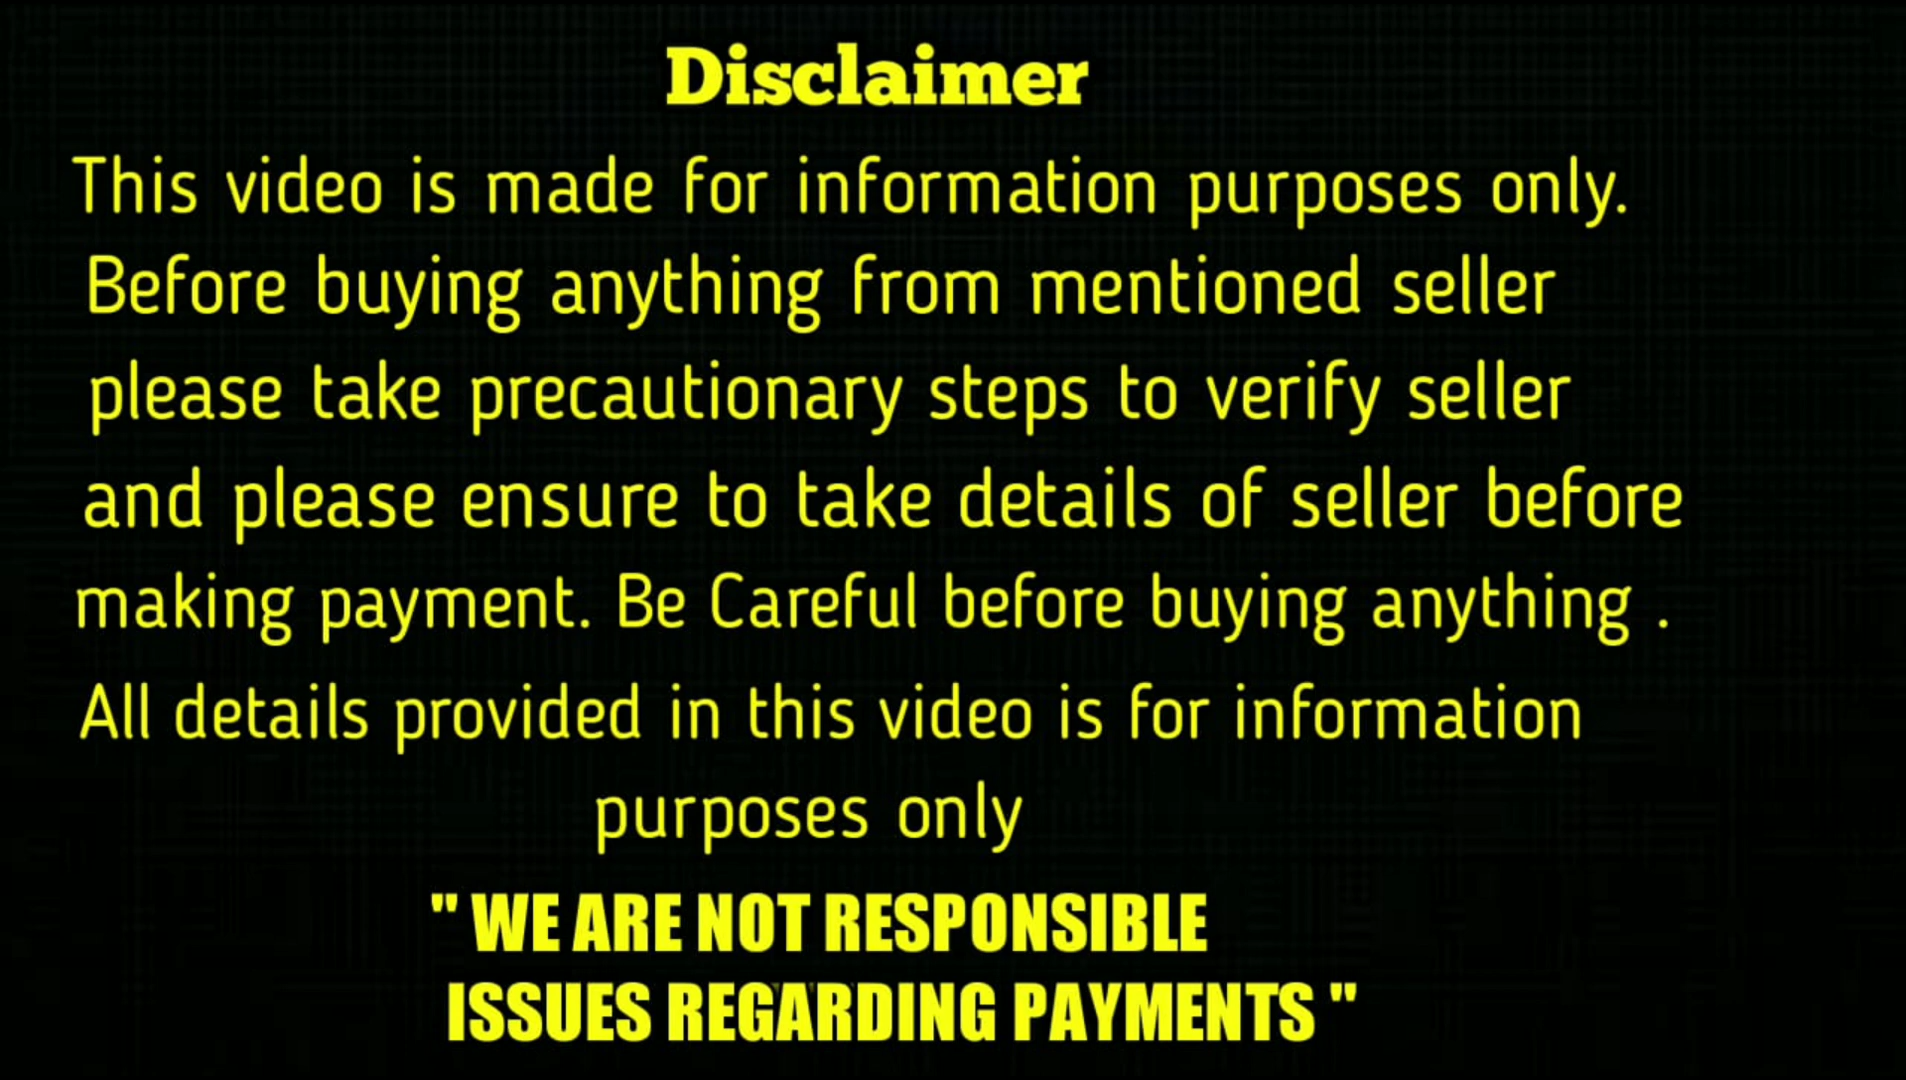 Disclaimer
This video is made for information purposes only.
Before buying anything from mentioned seller
please take precautionary steps to verify seller
and please ensure to take details of seller before
making payment. Be Careful before buying anything .
All details provided in this video is for information
purposes only
" WE ARE NOT RESPONSIBLE
ISSUES REGARDING PAYMENTS "